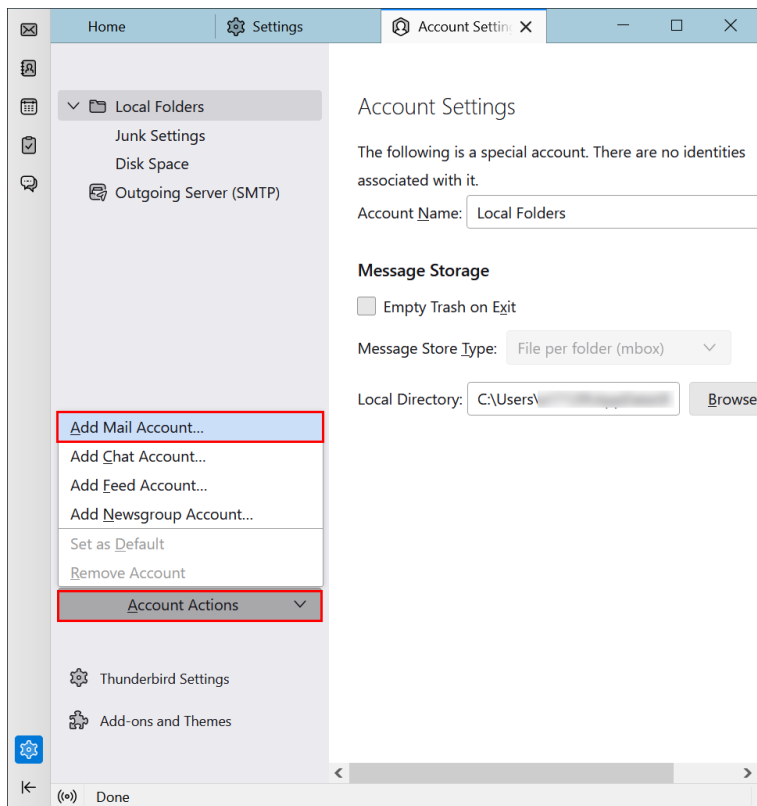 Home
Settings
Account Settin
Local Folders
Junk Settings
Disk Space
Outgoing Server (SMTP)
Account Settings
The following is a special account. There are no identities
associated with it.
Account Name: Local Folders
Message Storage
Empty Trash on Exit
Message Store Type: File per folder (mbox)
Local Directory: C:\Users\
Browse
Add Mail Account...
Add Chat Account...
Add Feed Account...
Add Newsgroup Account...
Set as Default
Remove Account
Account Actions
Thunderbird Settings
Add-ons and Themes
Done